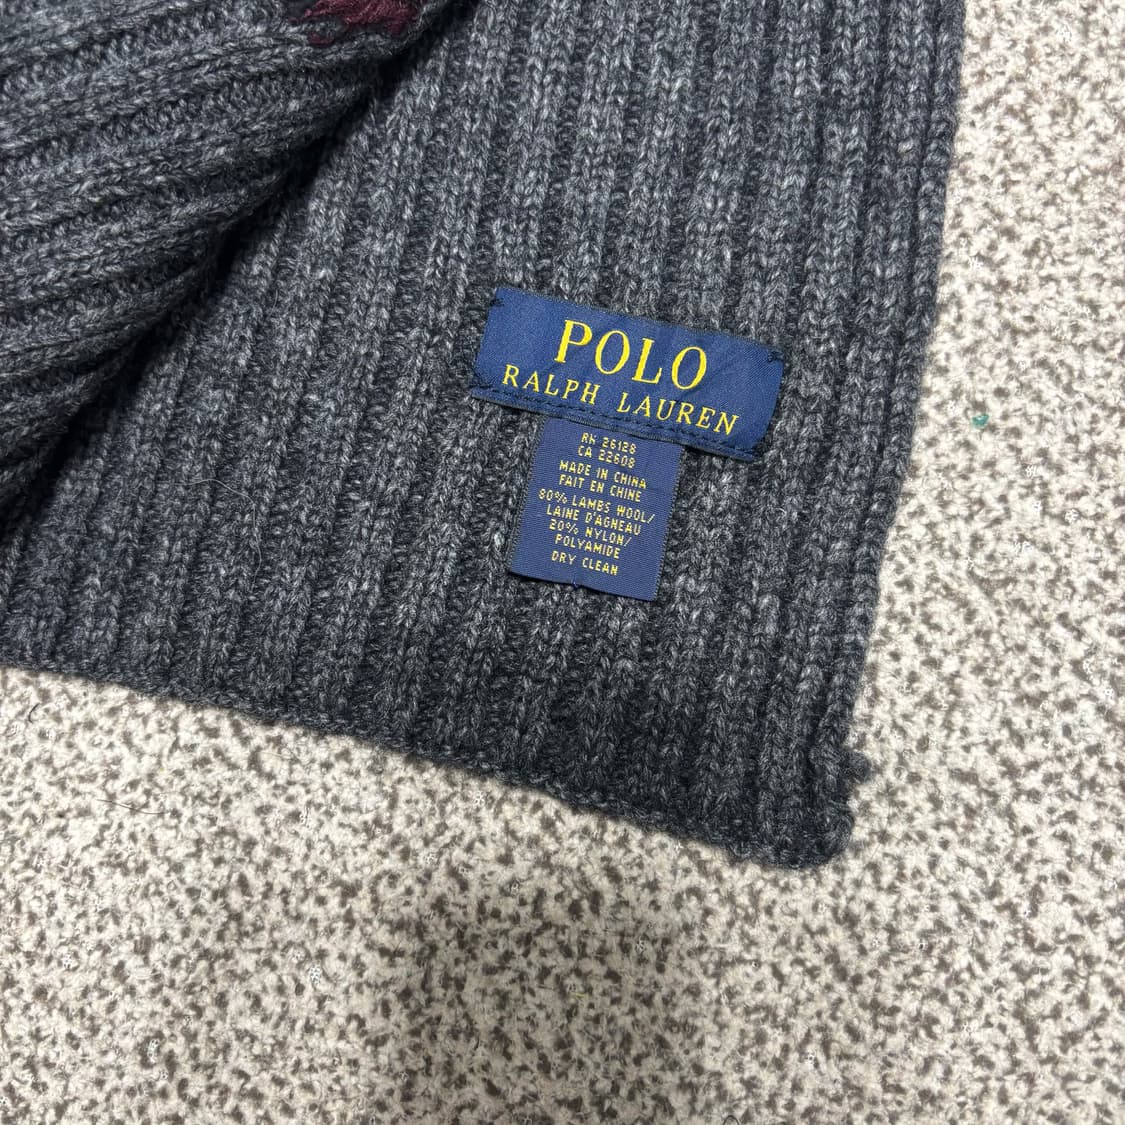 POLO
RALPH LAUREN
RN 26128
CA 22608
MADE IN CHINA
FAIT EN CHINE
80% LAMBS WOOL/
LAINE D'AGNEAU
20% NYLON/
POLYAMIDE
DRY CLEAN